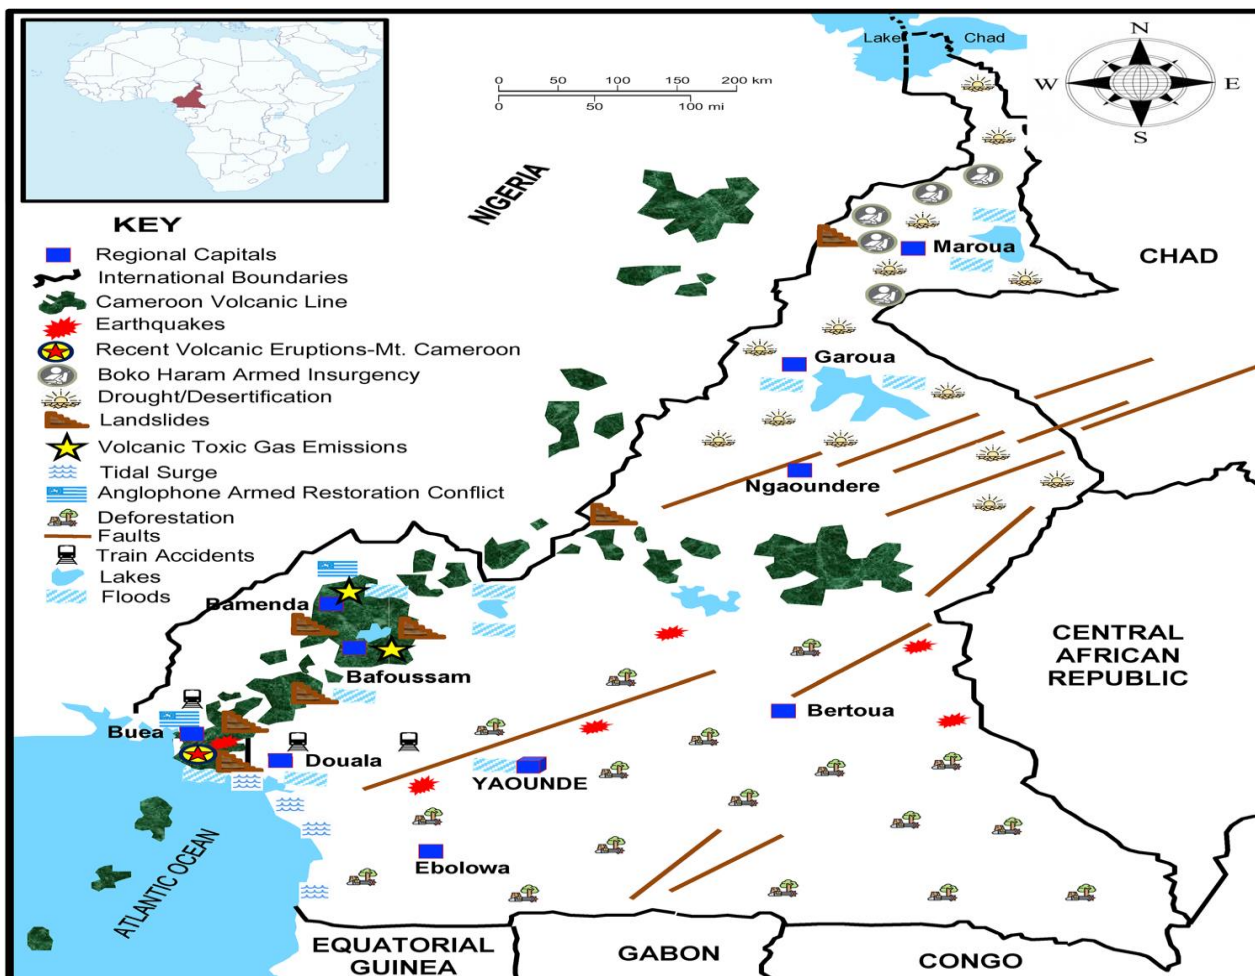 Lake Chad
N
W E
S
0 50 100 150 200 km
0 50 100 mi
NIGERIA
KEY
Regional Capitals
International Boundaries
Cameroon Volcanic Line
Earthquakes
Recent Volcanic Eruptions-Mt. Cameroon
Boko Haram Armed Insurgency
Drought/Desertification
Landslides
Volcanic Toxic Gas Emissions
Tidal Surge
Anglophone Armed Restoration Conflict
Deforestation
Faults
Train Accidents
Lakes
Floods
Maroua
CHAD
Garoua
Ngaoundere
Bamenda
Bafoussam
CENTRAL
AFRICAN
REPUBLIC
Bertoua
Buea
Douala
YAOUNDE
Ebolowa
ATLANTIC OCEAN
EQUATORIAL
GUINEA
GABON
CONGO